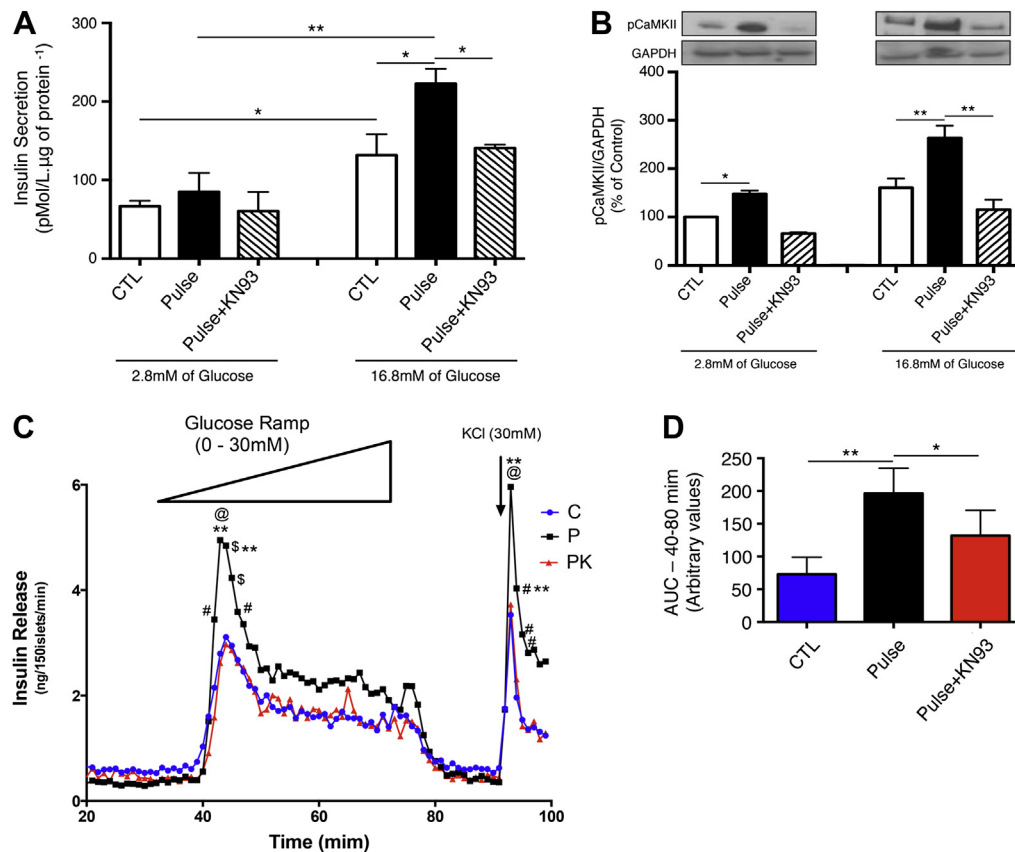 A
Insulin Secretion
(pMol/L.µg of protein ⁻¹)
300
200
100
0
**
*
*
*
CTL
Pulse
Pulse+KN93
CTL
Pulse
Pulse+KN93
2.8mM of Glucose
16.8mM of Glucose
B
pCaMKII
GAPDH
pCaMKII/GAPDH
(% of Control)
400
300
200
100
0
*
**
**
CTL
Pulse
Pulse+KN93
CTL
Pulse
Pulse+KN93
2.8mM of Glucose
16.8mM of Glucose
C
Glucose Ramp
(0 - 30mM)
KCl (30mM)
Insulin Release
(ng/150islets/min)
6
4
2
0
@
**
$ **
$
#
#
**
@
# **
#
#
C
P
PK
20
40
60
80
100
Time (mim)
D
AUC – 40-80 mim
(Arbitrary values)
250
200
150
100
50
0
**
*
CTL
Pulse
Pulse+KN93